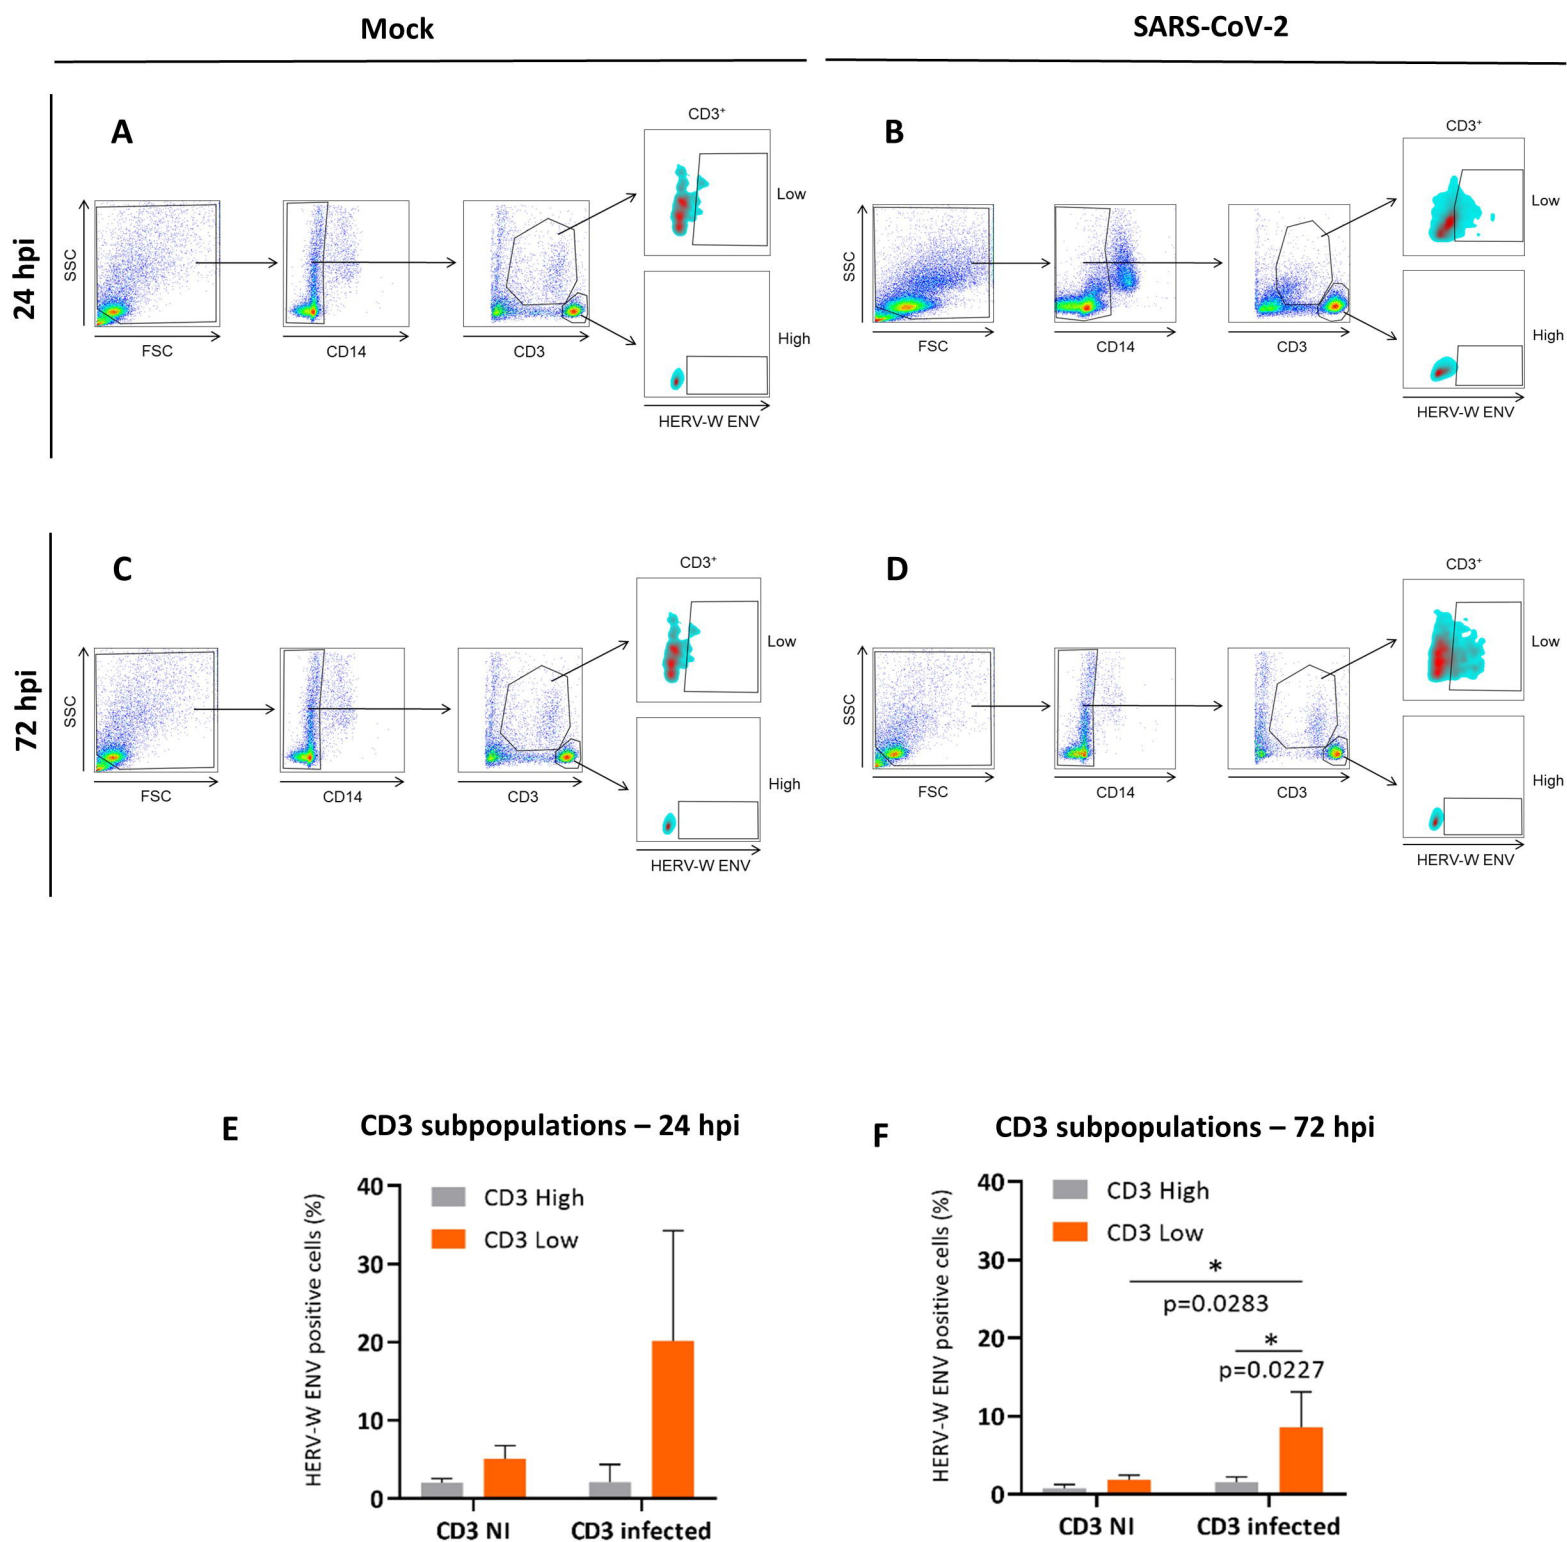 Mock
SARS-CoV-2
24 hpi
A
SSC
FSC
CD14
CD3
CD3⁺
Low
High
HERV-W ENV
B
SSC
FSC
CD14
CD3
CD3⁺
Low
High
HERV-W ENV
72 hpi
C
SSC
FSC
CD14
CD3
CD3⁺
Low
High
HERV-W ENV
D
SSC
FSC
CD14
CD3
CD3⁺
Low
High
HERV-W ENV
E
CD3 subpopulations – 24 hpi
HERV-W ENV positive cells (%)
40
30
20
10
0
CD3 High
CD3 Low
CD3 NI
CD3 infected
F
CD3 subpopulations – 72 hpi
HERV-W ENV positive cells (%)
40
30
20
10
0
CD3 High
CD3 Low
*
p=0.0283
*
p=0.0227
CD3 NI
CD3 infected